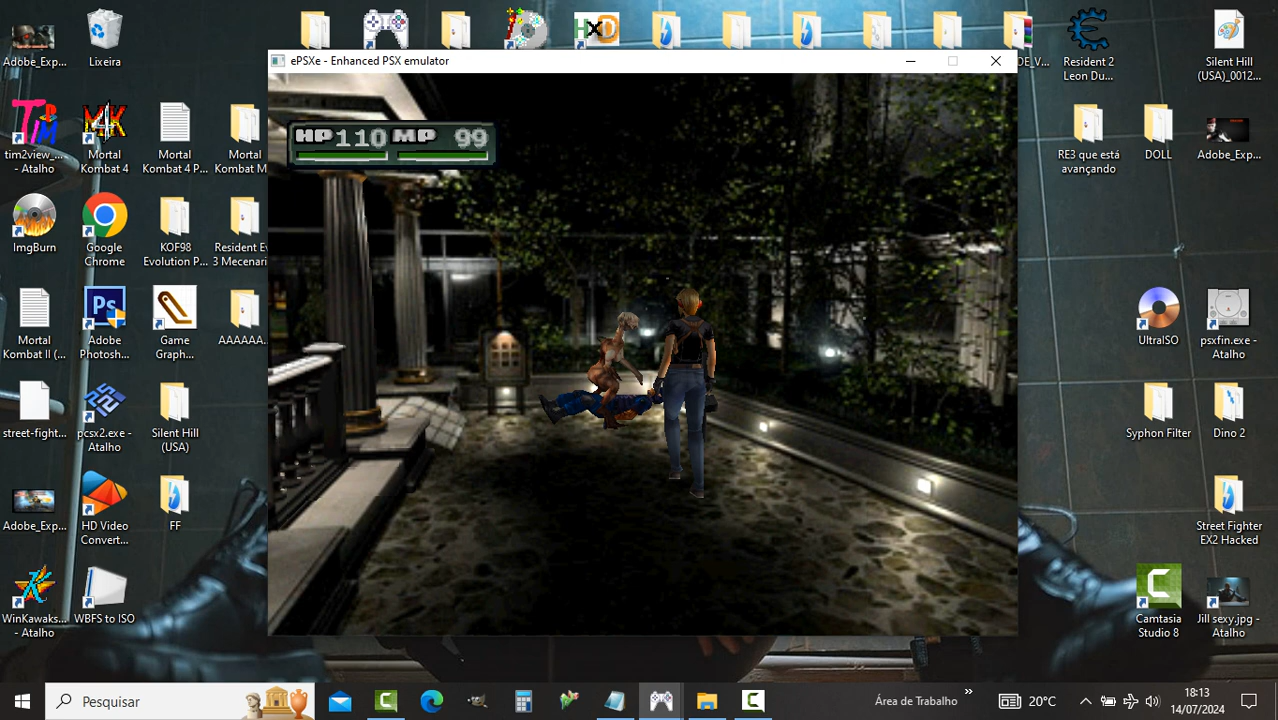 ePSXe - Enhanced PSX emulator
HP 110 MP 99
Adobe_Exp...
Lixeira
tim2view_...
- Atalho
Mortal
Kombat 4
Mortal
Kombat 4 P...
Mortal
Kombat M
ImgBurn
Google
Chrome
KOF98
Evolution P...
Resident Ev
3 Mecenari
Mortal
Kombat II (...
Adobe
Photosh...
Game
Graph...
AAAAAA...
street-fight...
pcsx2.exe -
Atalho
Silent Hill
(USA)
Adobe_Exp...
HD Video
Convert...
FF
WinKawaks...
- Atalho
WBFS to ISO
DE_V...
Resident 2
Leon Du...
Silent Hill
(USA)_0012...
RE3 que está
avançando
DOLL
Adobe_Exp...
UltraISO
psxfin.exe -
Atalho
Syphon Filter
Dino 2
Street Fighter
EX2 Hacked
Camtasia
Studio 8
Jill sexy.jpg -
Atalho
Pesquisar
Área de Trabalho
20°C
18:13
14/07/2024